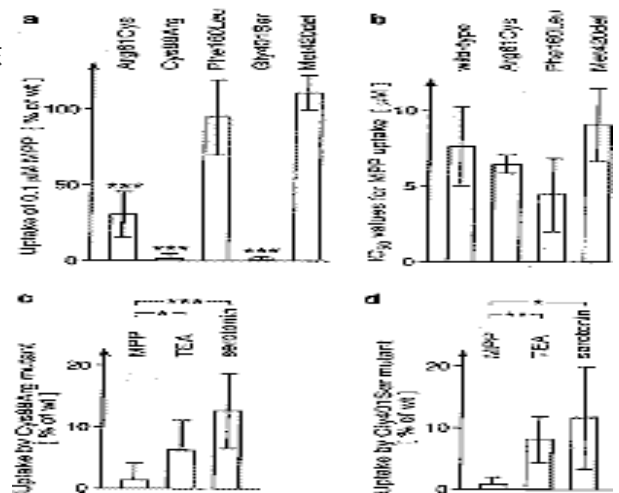 a
Arg61Cys
Cys88Arg
Phe160Leu
Gly401Ser
Met420del
Uptake of 0.1 µM MPP [ % of wt ]
100
50
0
***
***
***
b
wild-type
Arg61Cys
Phe160Leu
Met420del
IC50 values for MPP uptake [ µM ]
10
5
0
c
***
*
MPP
TEA
serotonin
Uptake by Cys88Arg mutant
[ % of wt ]
20
10
0
d
*
**
MPP
TEA
serotonin
Uptake by Gly401Ser mutant
[ % of wt ]
20
10
0